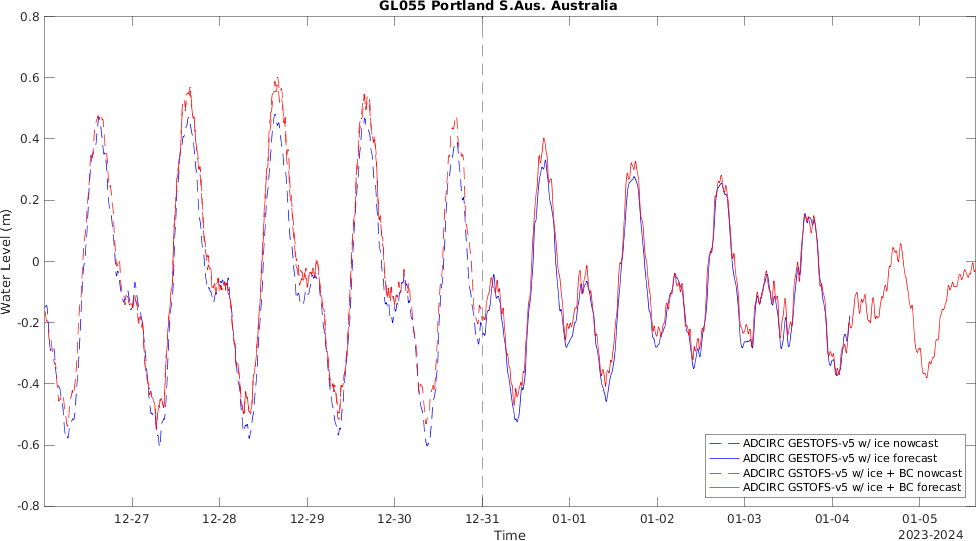 GL055 Portland S.Aus. Australia
0.8
0.6
0.4
0.2
0
-0.2
-0.4
-0.6
-0.8
Water Level (m)
12-27 12-28 12-29 12-30 12-31 01-01 01-02 01-03 01-04 01-05
Time
2023-2024
ADCIRC GESTOFS-v5 w/ ice nowcast
ADCIRC GESTOFS-v5 w/ ice forecast
ADCIRC GSTOFS-v5 w/ ice + BC nowcast
ADCIRC GSTOFS-v5 w/ ice + BC forecast